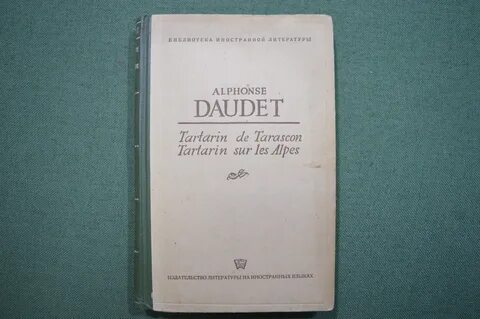 БИБЛИОТЕКА ИНОСТРАННОЙ ЛИТЕРАТУРЫ
ALPHONSE
DAUDET
Tartarin de Tarascon
Tartarin sur les Alpes
ИЗДАТЕЛЬСТВО ЛИТЕРАТУРЫ НА ИНОСТРАННЫХ ЯЗЫКАХ